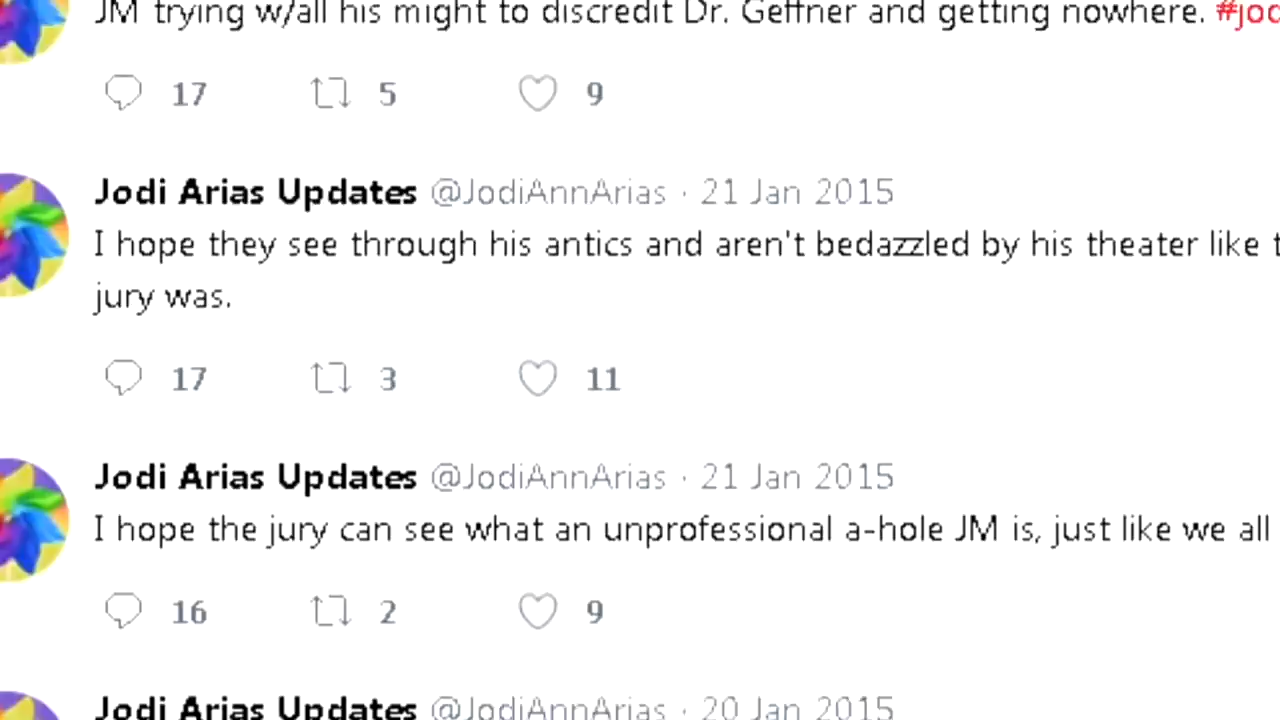 JM trying w/all his might to discredit Dr. Geffner and getting nowhere.
17 5 9
Jodi Arias Updates @JodiAnnArias · 21 Jan 2015
I hope they see through his antics and aren't bedazzled by his theater like
jury was.
17 3 11
Jodi Arias Updates @JodiAnnArias · 21 Jan 2015
I hope the jury can see what an unprofessional a-hole JM is, just like we all
16 2 9
Jodi Arias Updates @JodiAnnArias · 20 Jan 2015